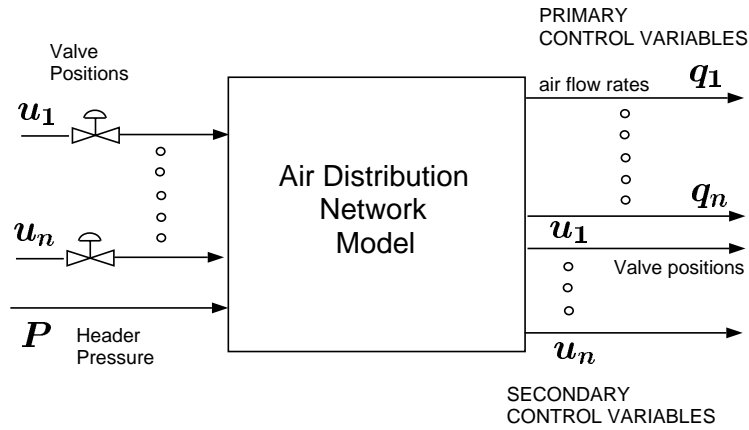 PRIMARY
CONTROL VARIABLES
Valve
Positions
air flow rates
q1
u1
Air Distribution
Network
Model
un
qn
u1
Valve positions
P
Header
Pressure
un
SECONDARY
CONTROL VARIABLES